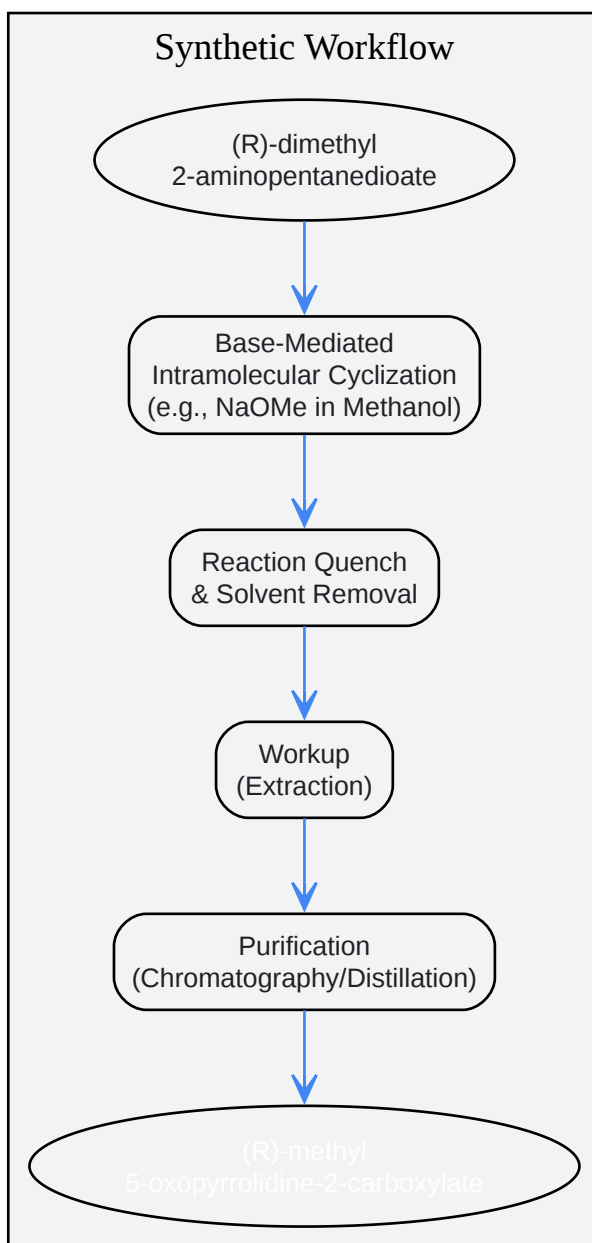 Synthetic Workflow
(R)-dimethyl
2-aminopentanedioate
Base-Mediated
Intramolecular Cyclization
(e.g., NaOMe in Methanol)
Reaction Quench
& Solvent Removal
Workup
(Extraction)
Purification
(Chromatography/Distillation)
(R)-methyl
5-oxopyrrolidine-2-carboxylate